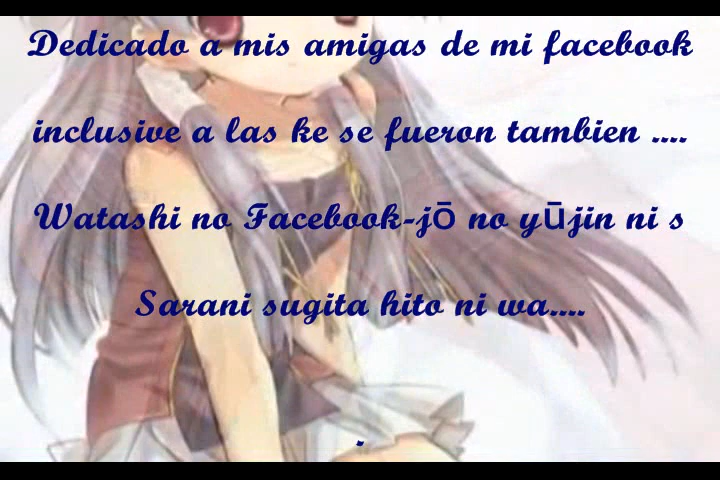 Dedicado a mis amigas de mi facebook
inclusive a las ke se fueron tambien ....
Watashi no Facebook-jō no yūjin ni s
Sarani sugita hito ni wa....
.